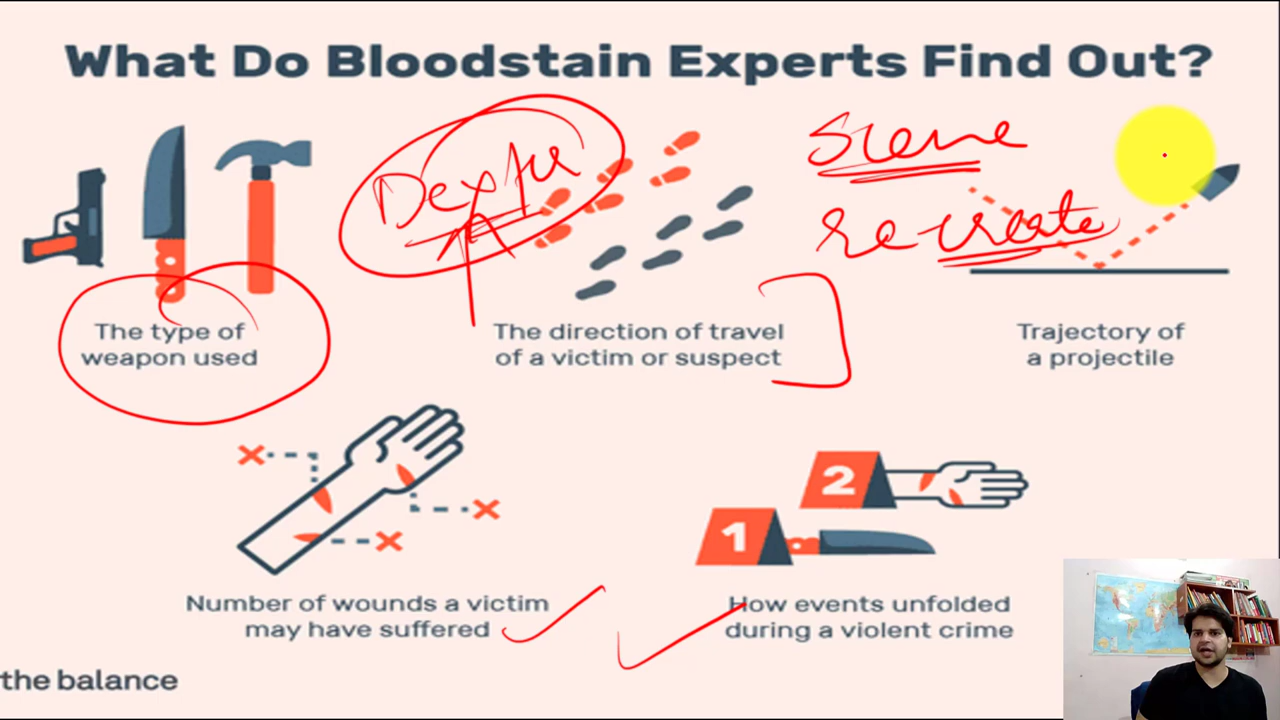 What Do Bloodstain Experts Find Out?
Dexter
Scene
Recreate
The type of
weapon used
The direction of travel
of a victim or suspect
Trajectory of
a projectile
2
1
Number of wounds a victim
may have suffered
How events unfolded
during a violent crime
the balance